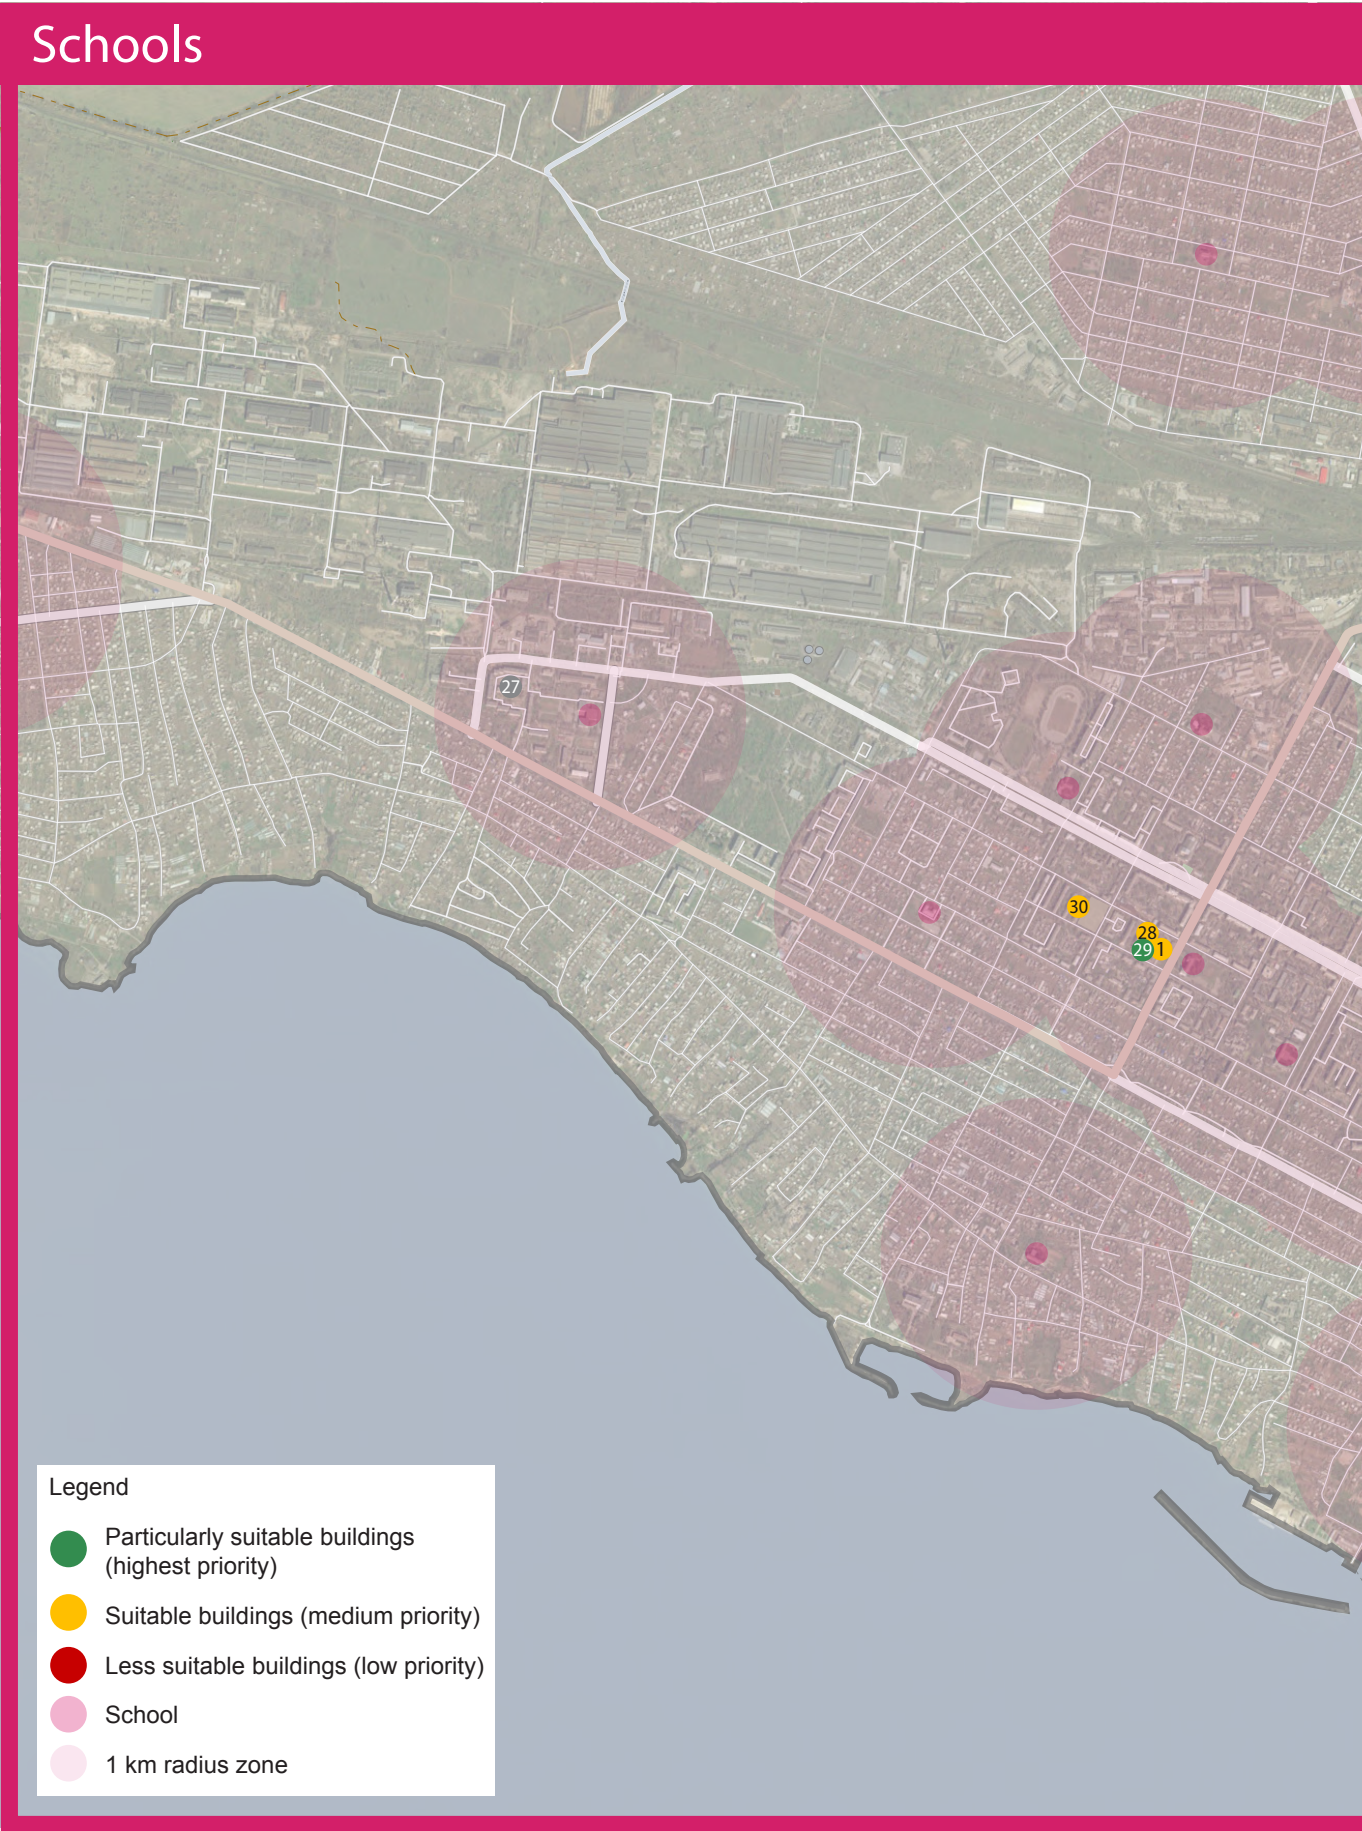 Schools
27
30
28
29
1
Legend
Particularly suitable buildings
(highest priority)
Suitable buildings (medium priority)
Less suitable buildings (low priority)
School
1 km radius zone